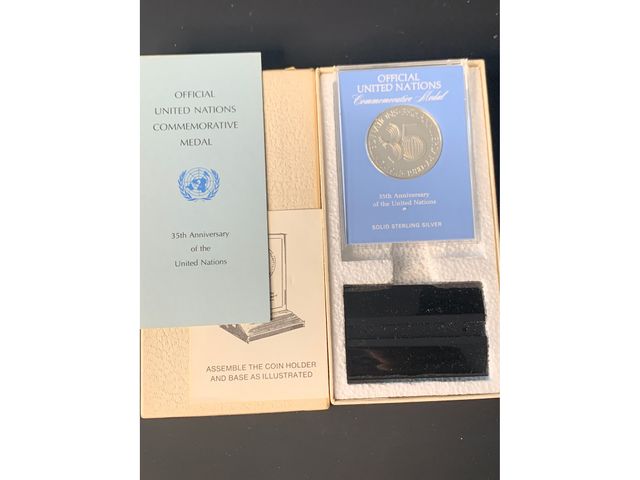 OFFICIAL
UNITED NATIONS
COMMEMORATIVE
MEDAL
35th Anniversary
of the
United Nations
ASSEMBLE THE COIN HOLDER
AND BASE AS ILLUSTRATED
OFFICIAL
UNITED NATIONS
Commemorative Medal
35th Anniversary
of the United Nations
SOLID STERLING SILVER